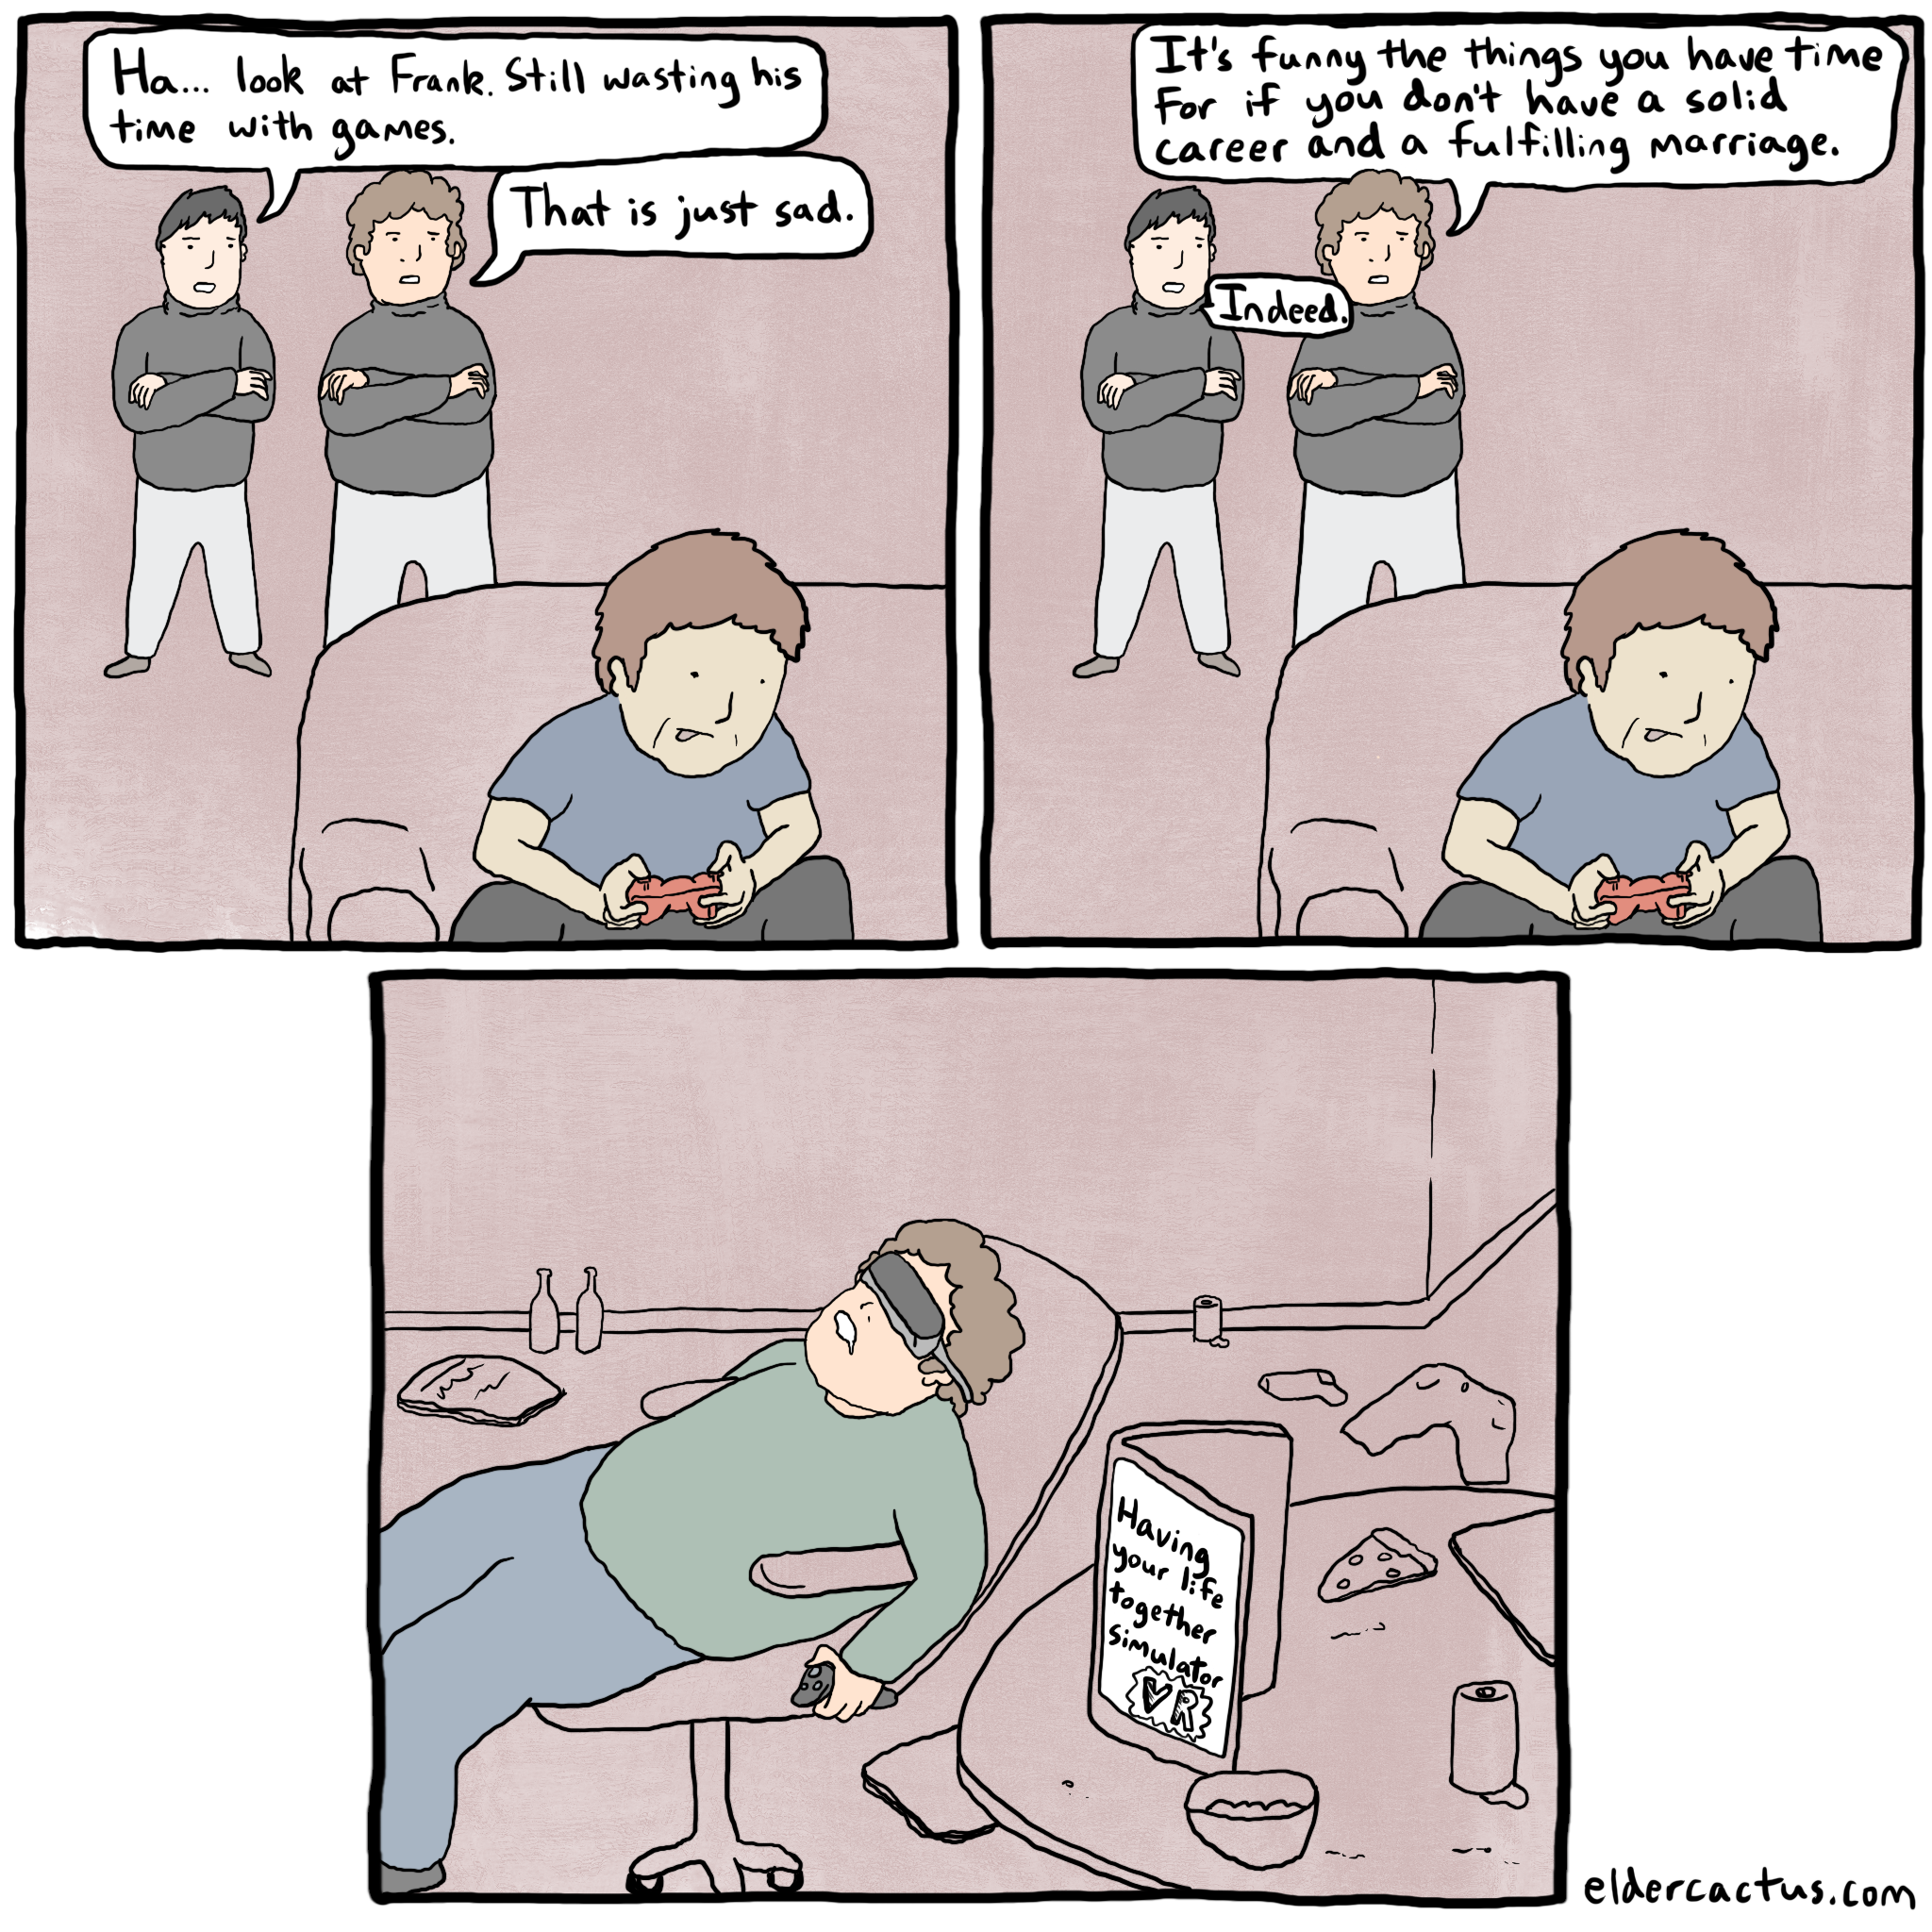 Ha... look at Frank. Still wasting his
time with games.
That is just sad.
It's funny the things you have time
for if you don't have a solid
career and a fulfilling marriage.
Indeed.
Having
your life
together
simulator
VR
eldercactus.com